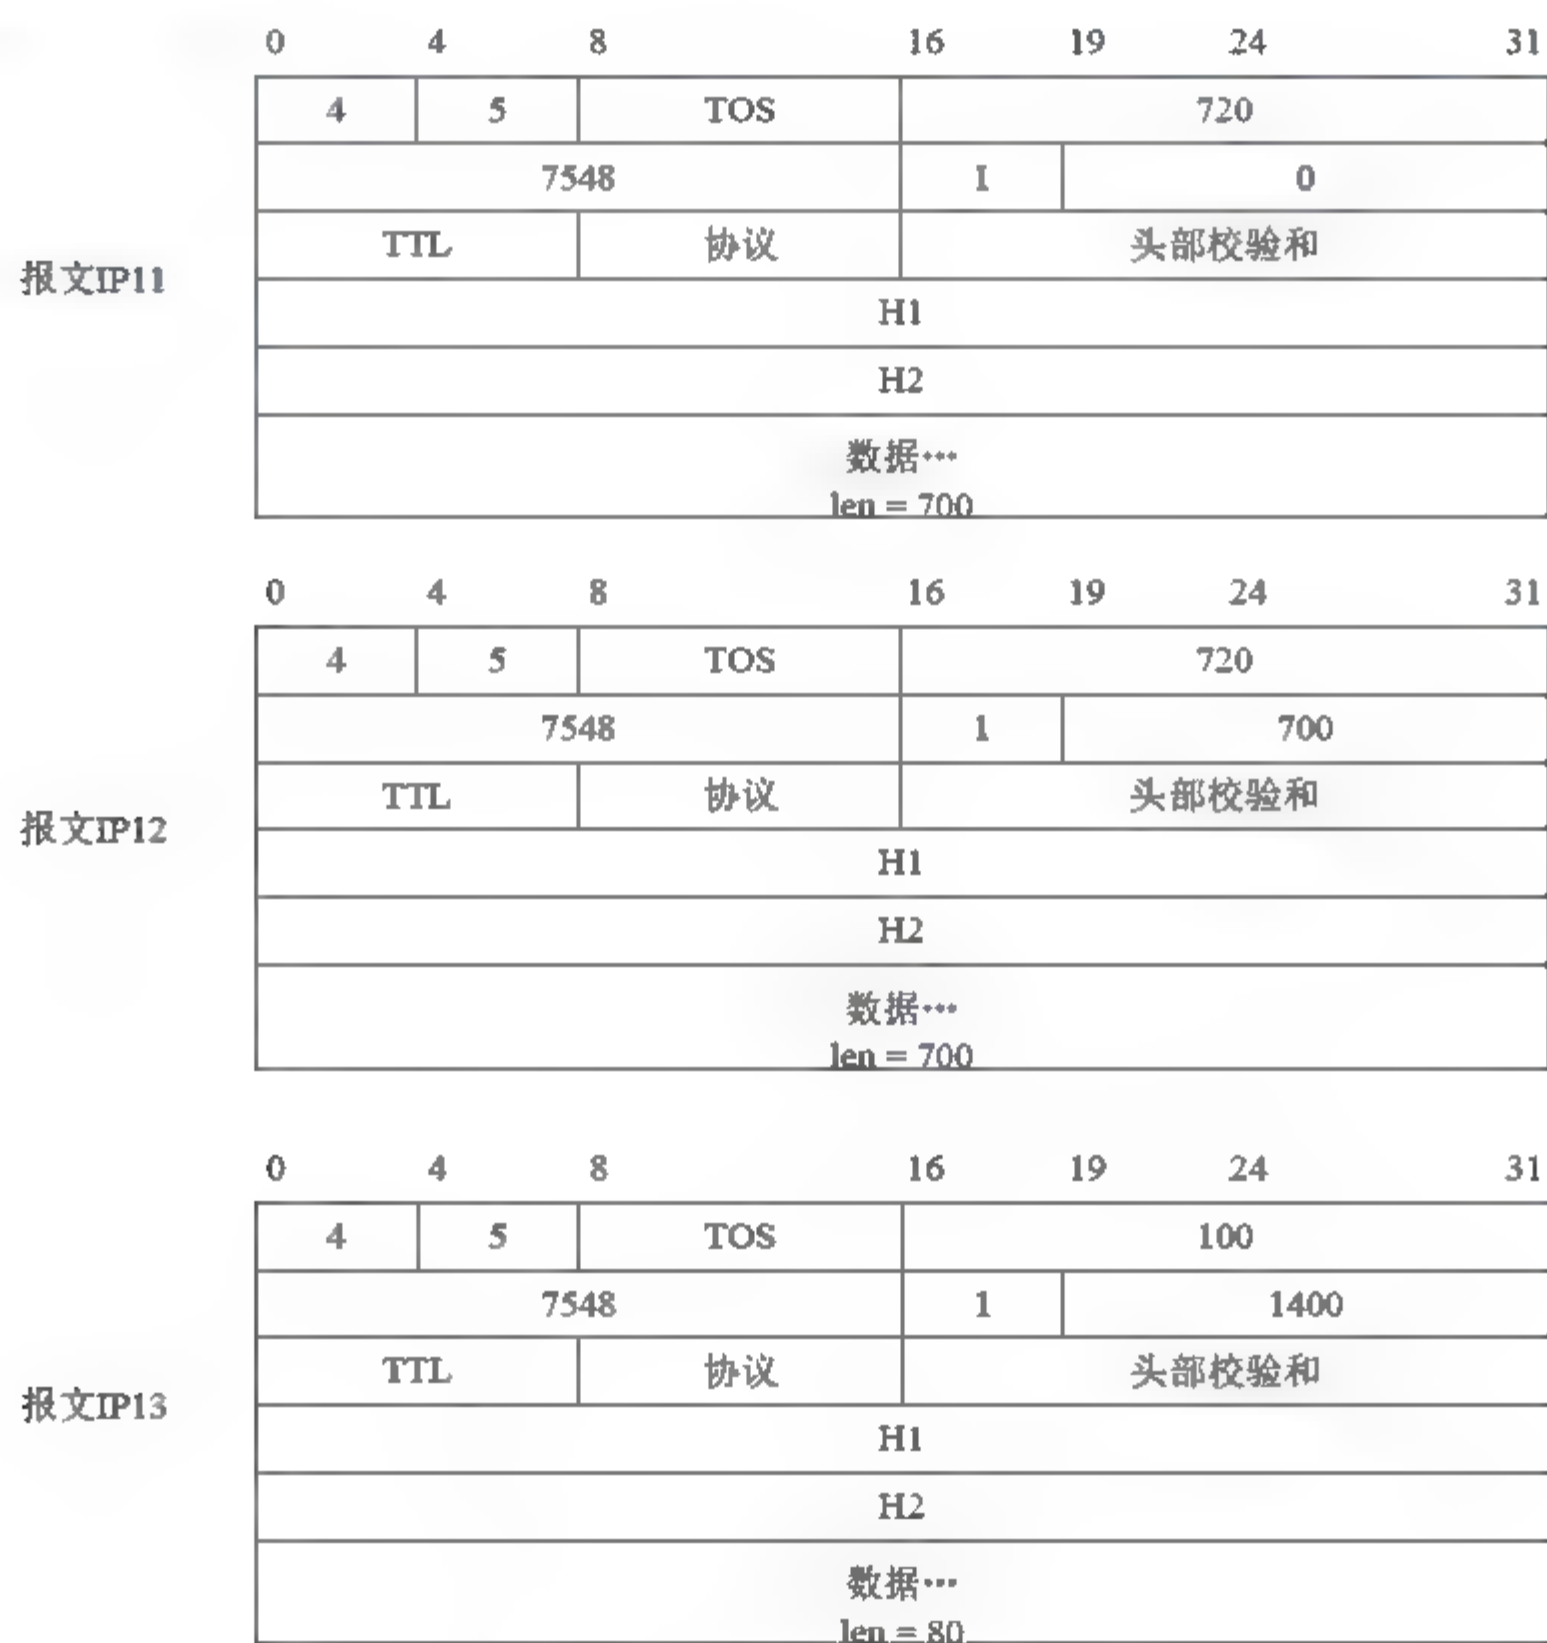 0 4 8 16 19 24 31
4 5 TOS 720
7548 I 0
TTL 协议 头部校验和
报文IP11
H1
H2
数据…
len = 700
0 4 8 16 19 24 31
4 5 TOS 720
7548 1 700
TTL 协议 头部校验和
报文IP12
H1
H2
数据…
len = 700
0 4 8 16 19 24 31
4 5 TOS 100
7548 1 1400
TTL 协议 头部校验和
报文IP13
H1
H2
数据…
len = 80